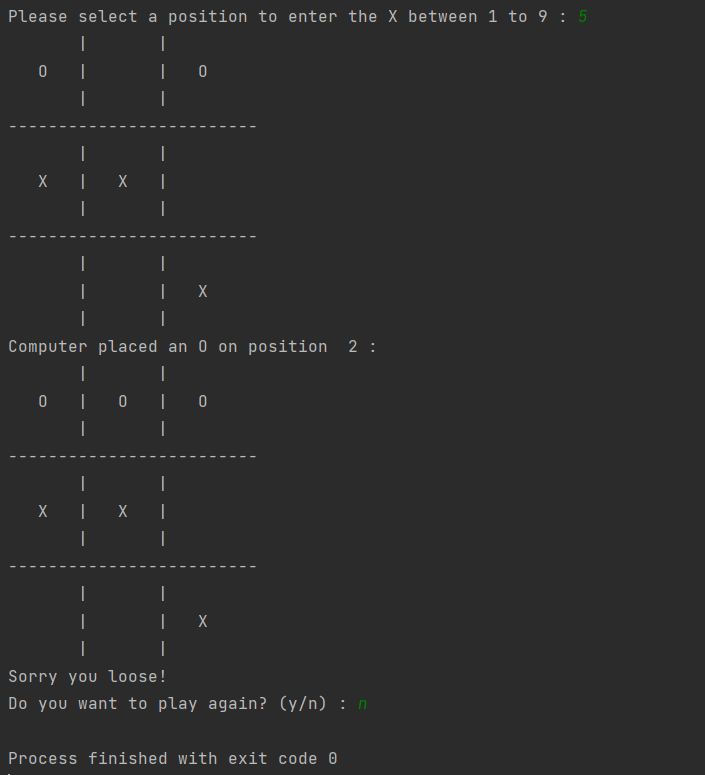 Please select a position to enter the X between 1 to 9 : 5
       |       |
   O   |       |   O
       |       |
-------------------------
       |       |
   X   |   X   |
       |       |
-------------------------
       |       |
       |       |   X
       |       |
Computer placed an O on position  2 :
       |       |
   O   |   O   |   O
       |       |
-------------------------
       |       |
   X   |   X   |
       |       |
-------------------------
       |       |
       |       |   X
       |       |
Sorry you loose!
Do you want to play again? (y/n) : n

Process finished with exit code 0